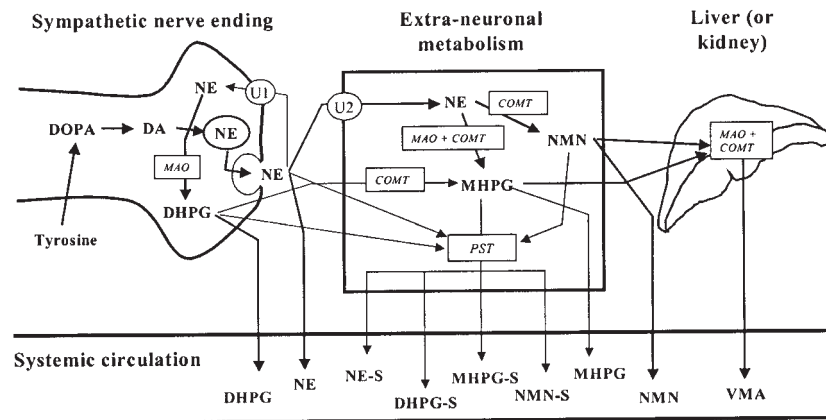 Sympathetic nerve ending
Extra-neuronal
metabolism
Liver (or
kidney)
NE
U1
U2
NE
COMT
DOPA
DA
NE
MAO + COMT
NMN
MAO +
COMT
MAO
NE
COMT
MHPG
DHPG
Tyrosine
PST
Systemic circulation
DHPG
NE
NE-S
DHPG-S
MHPG-S
NMN-S
MHPG
NMN
VMA